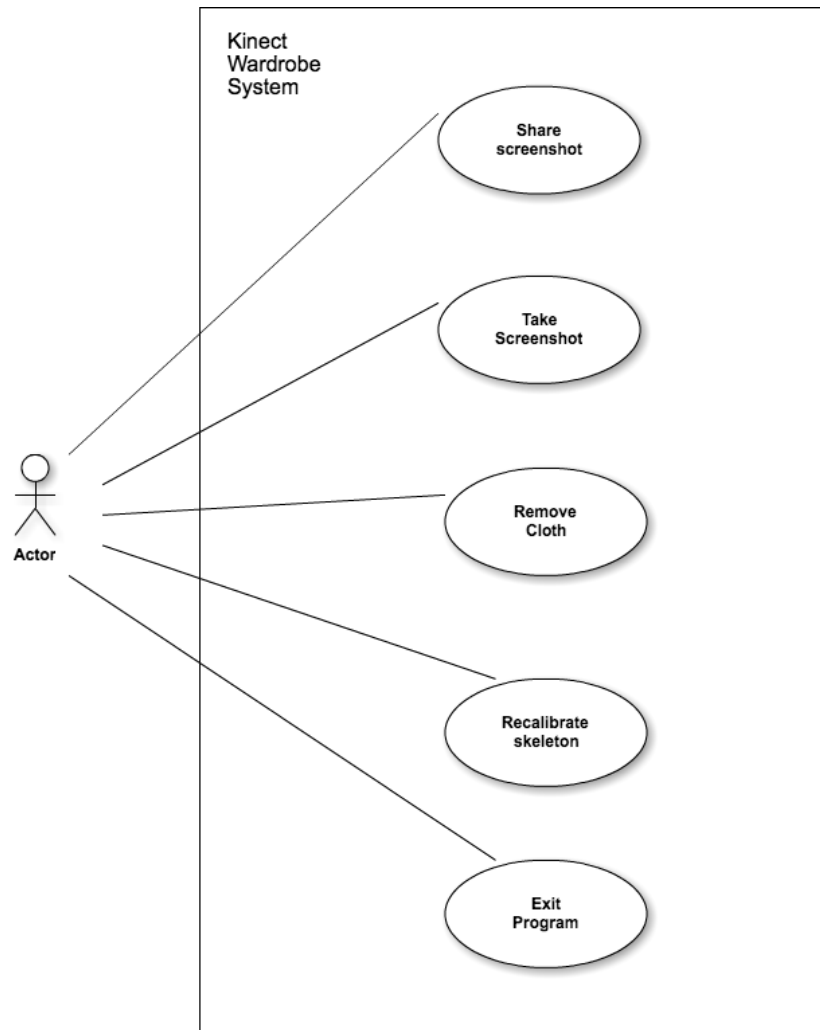 Kinect
Wardrobe
System
Share
screenshot
Take
Screenshot
Remove
Cloth
Actor
Recalibrate
skeleton
Exit
Program